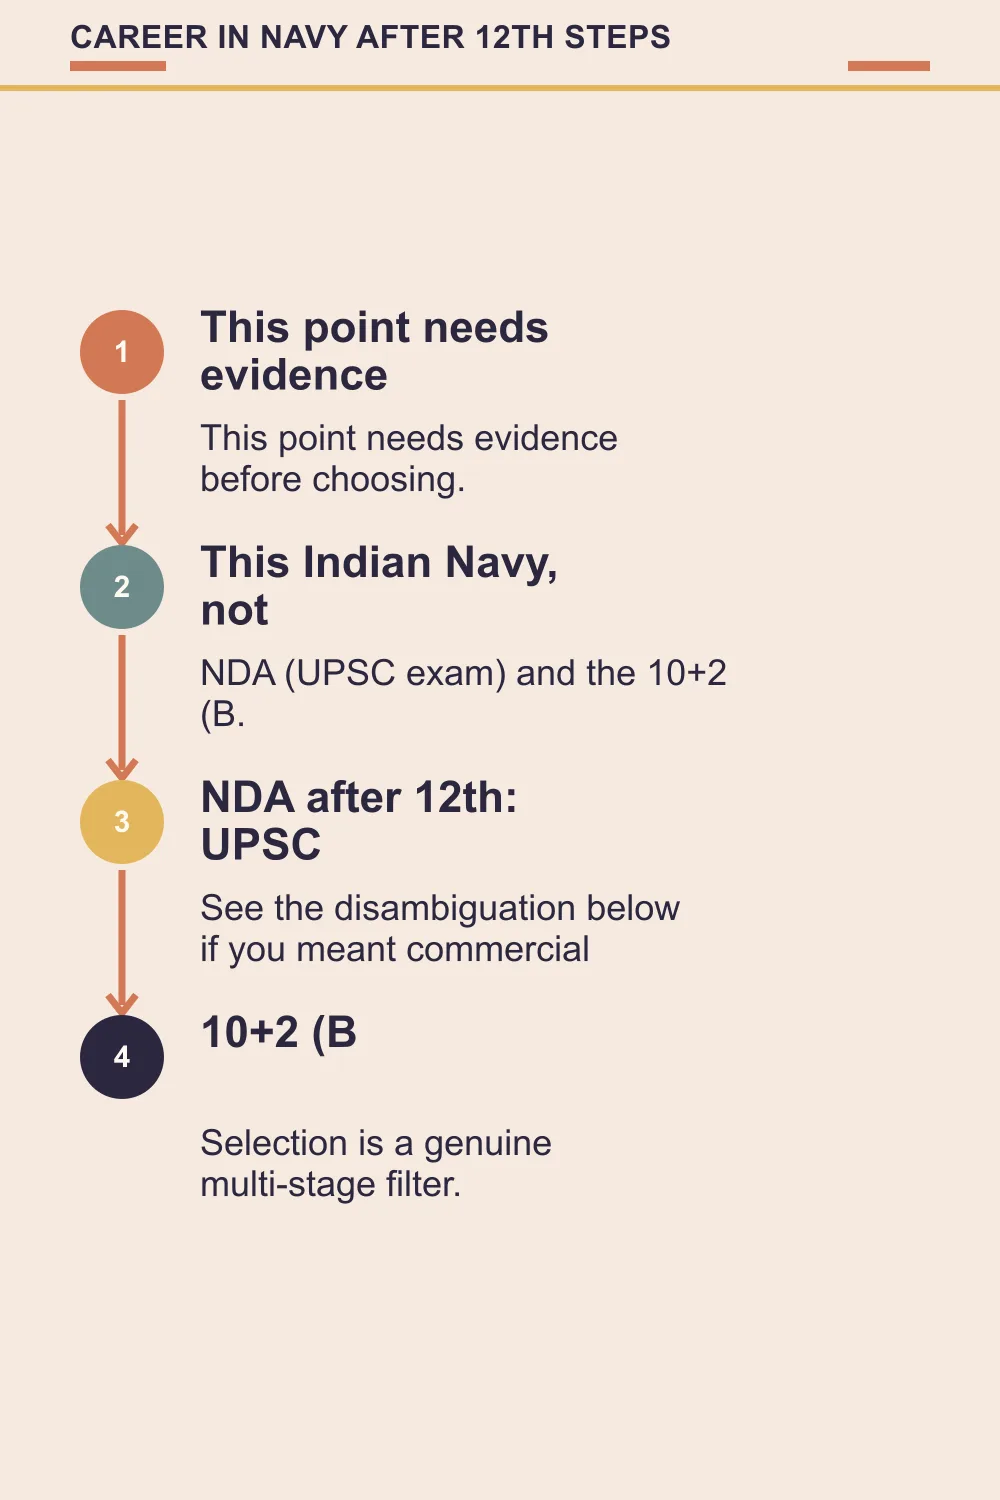 CAREER IN NAVY AFTER 12TH STEPS
1
This point needs
evidence
This point needs evidence
before choosing.
2
This Indian Navy,
not
NDA (UPSC exam) and the 10+2
(B.
3
NDA after 12th:
UPSC
See the disambiguation below
if you meant commercial
4
10+2 (B
Selection is a genuine
multi-stage filter.